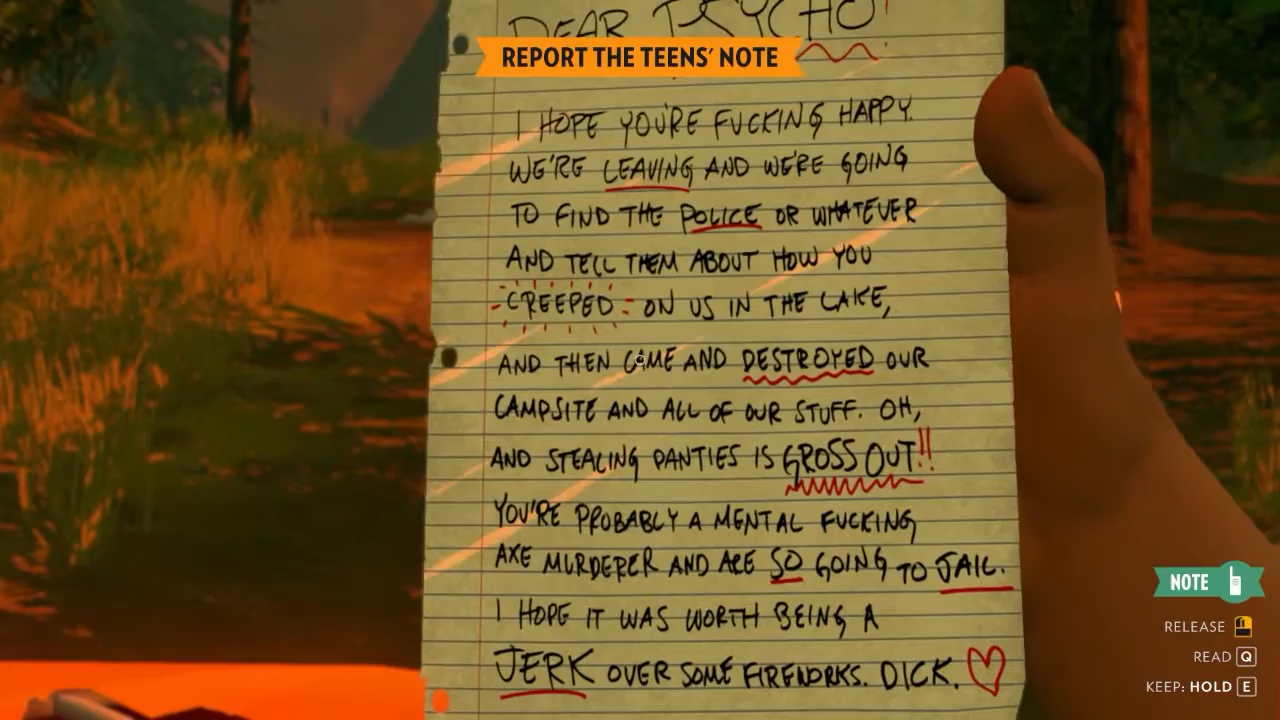 DEAR PSYCHO!
REPORT THE TEENS' NOTE
I HOPE YOU'RE FUCKING HAPPY.
WE'RE LEAVING AND WE'RE GOING
TO FIND THE POLICE OR WHATEVER
AND TELL THEM ABOUT HOW YOU
CREEPED ON US IN THE LAKE,
AND THEN CAME AND DESTROYED OUR
CAMPSITE AND ALL OF OUR STUFF. OH,
AND STEALING PANTIES IS GROSS OUT!!
YOU'RE PROBABLY A MENTAL FUCKING
AXE MURDERER AND ARE SO GOING TO JAIL.
I HOPE IT WAS WORTH BEING A
JERK OVER SOME FIREWORKS. DICK.
NOTE
RELEASE
READ Q
KEEP: HOLD E